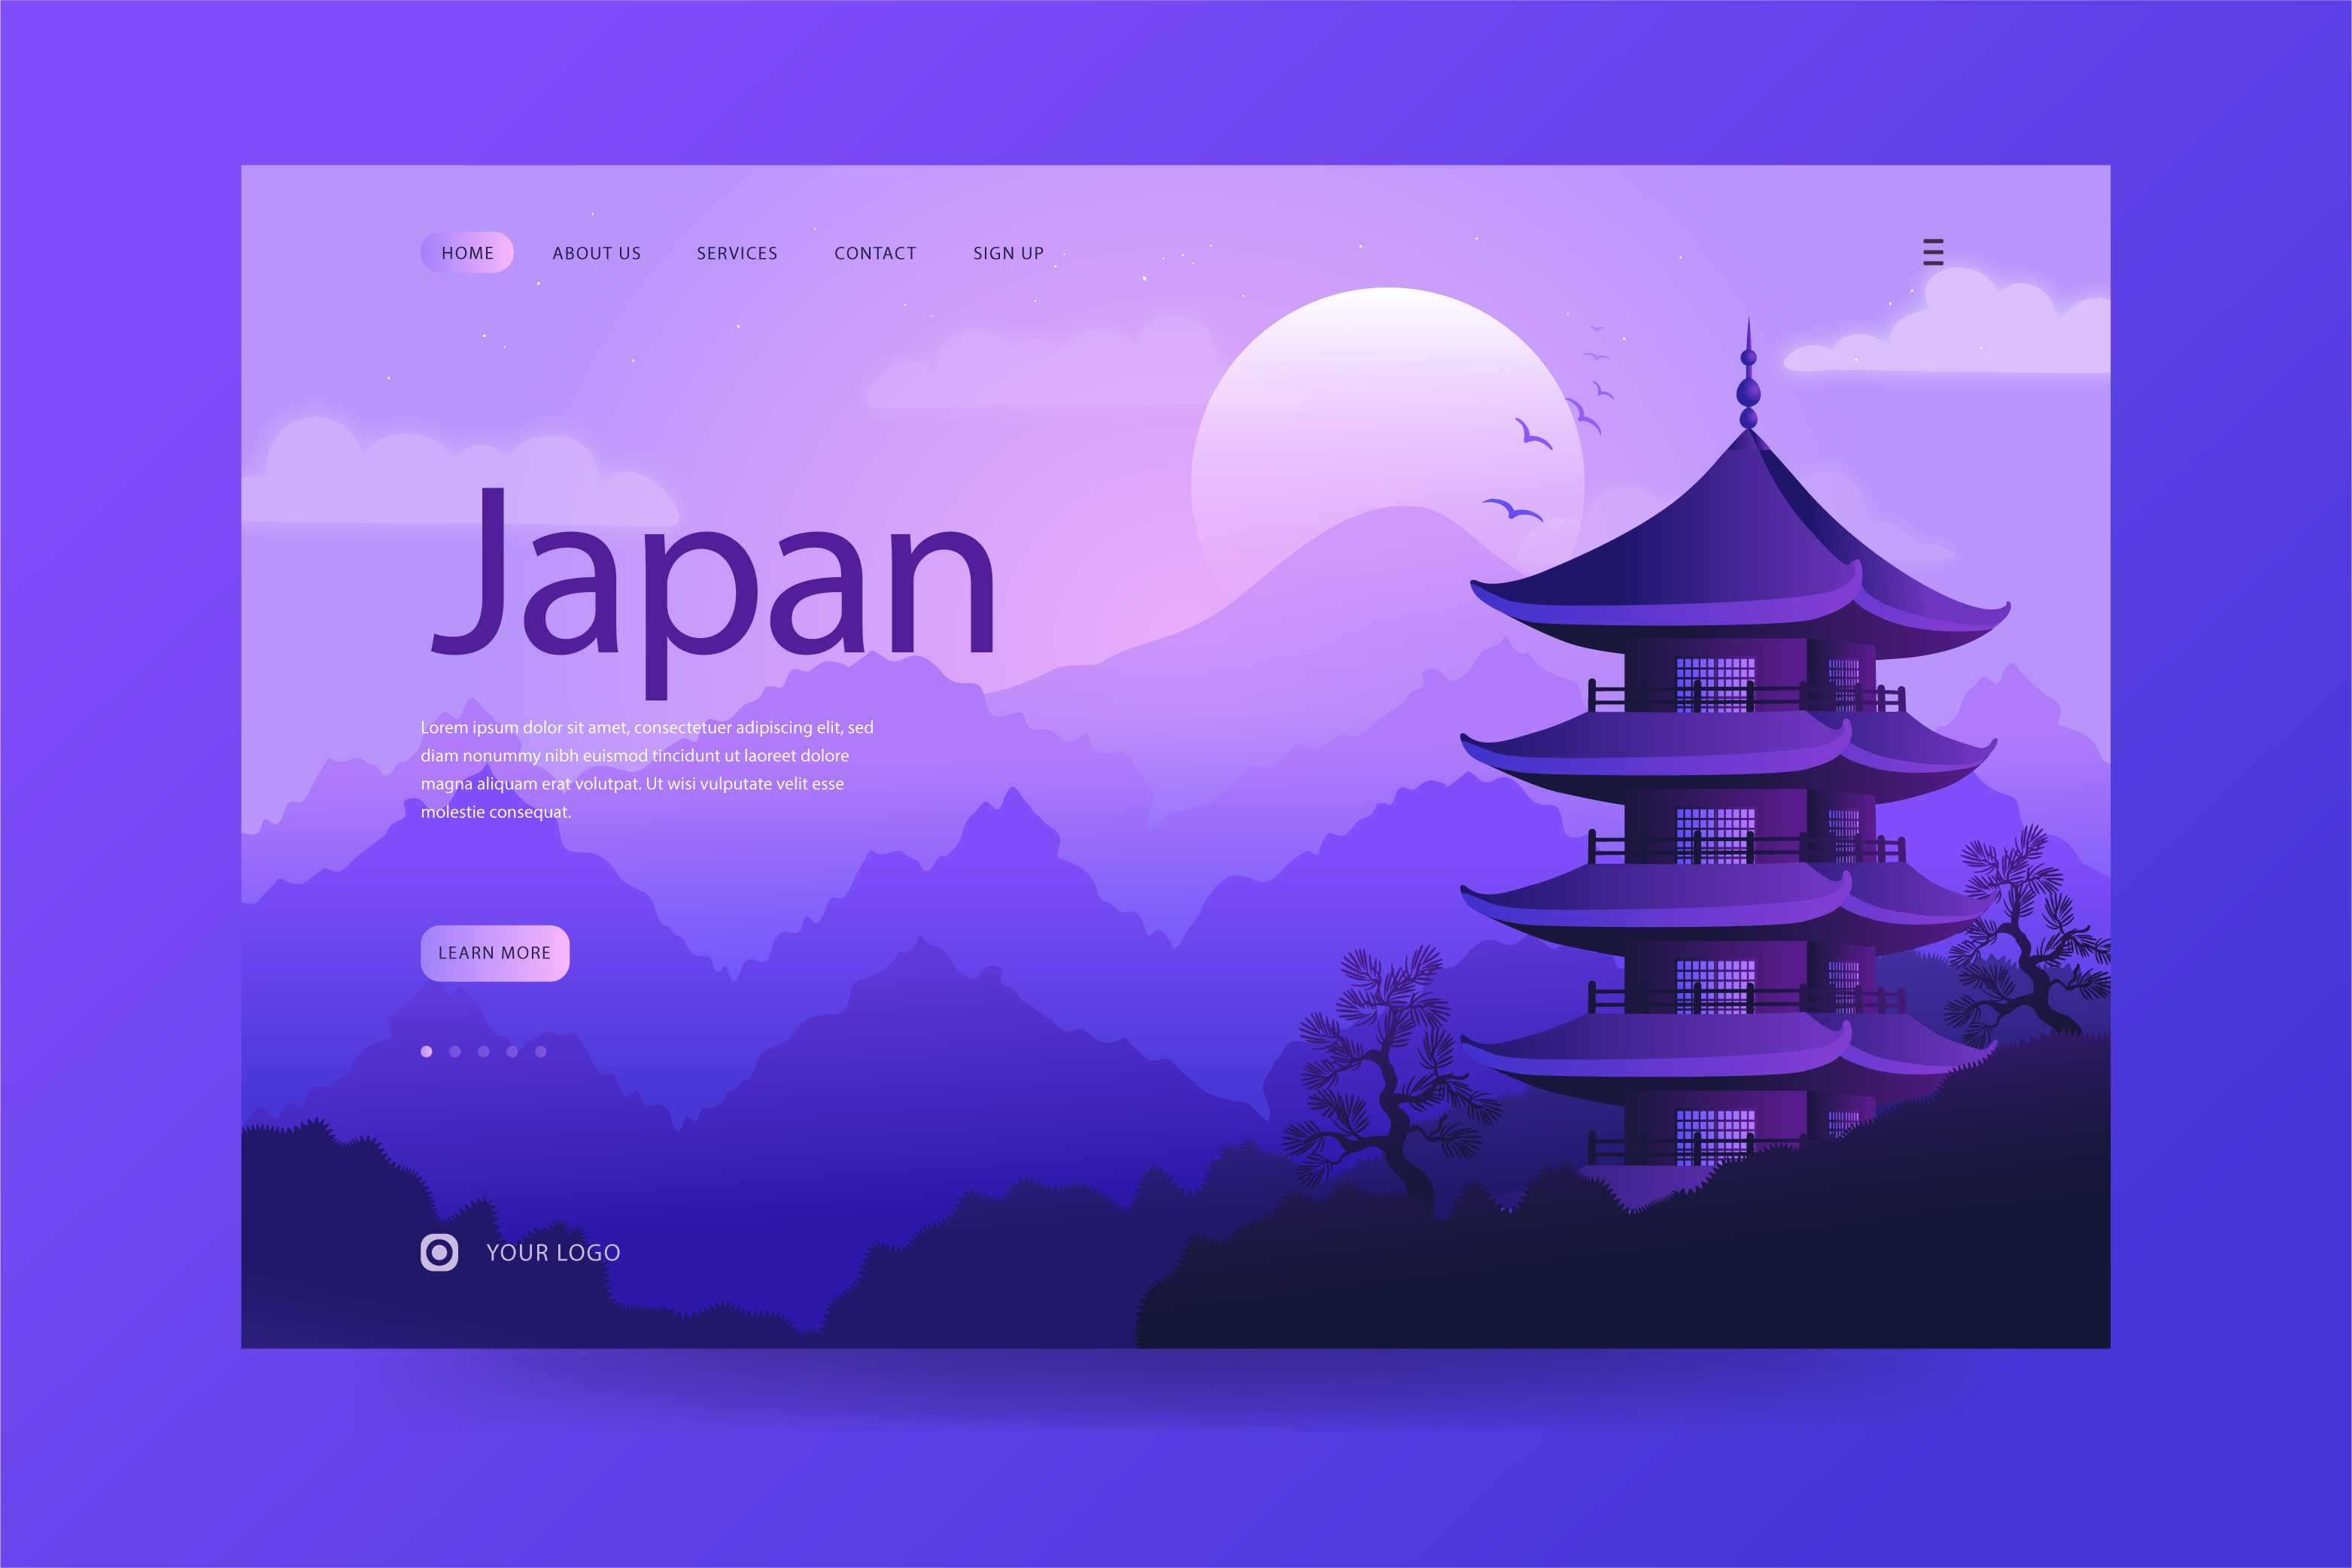 HOME ABOUT US SERVICES CONTACT SIGN UP
Japan
Lorem ipsum dolor sit amet, consectetuer adipiscing elit, sed
diam nonummy nibh euismod tincidunt ut laoreet dolore
magna aliquam erat volutpat. Ut wisi vulputate velit esse
molestie consequat.
LEARN MORE
YOUR LOGO